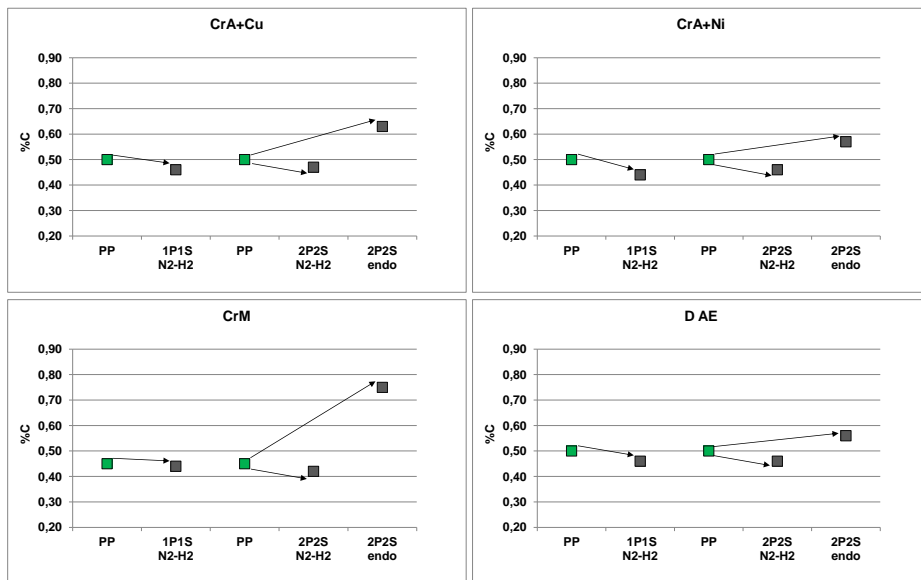 CrA+Cu
%C
0,90
0,80
0,70
0,60
0,50
0,40
0,30
0,20
PP
1P1S
N2-H2
PP
2P2S
N2-H2
2P2S
endo
CrA+Ni
%C
0,90
0,80
0,70
0,60
0,50
0,40
0,30
0,20
PP
1P1S
N2-H2
PP
2P2S
N2-H2
2P2S
endo
CrM
%C
0,90
0,80
0,70
0,60
0,50
0,40
0,30
0,20
PP
1P1S
N2-H2
PP
2P2S
N2-H2
2P2S
endo
D AE
%C
0,90
0,80
0,70
0,60
0,50
0,40
0,30
0,20
PP
1P1S
N2-H2
PP
2P2S
N2-H2
2P2S
endo